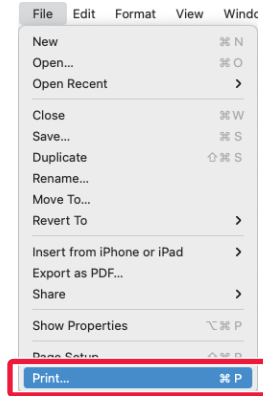 File Edit Format View Windo
New ⌘ N
Open... ⌘ O
Open Recent >
Close ⌘ W
Save... ⌘ S
Duplicate ⇧ ⌘ S
Rename...
Move To...
Revert To >
Insert from iPhone or iPad >
Export as PDF...
Share >
Show Properties ⌥ ⌘ P
Page Setup ⇧ ⌘ P
Print... ⌘ P